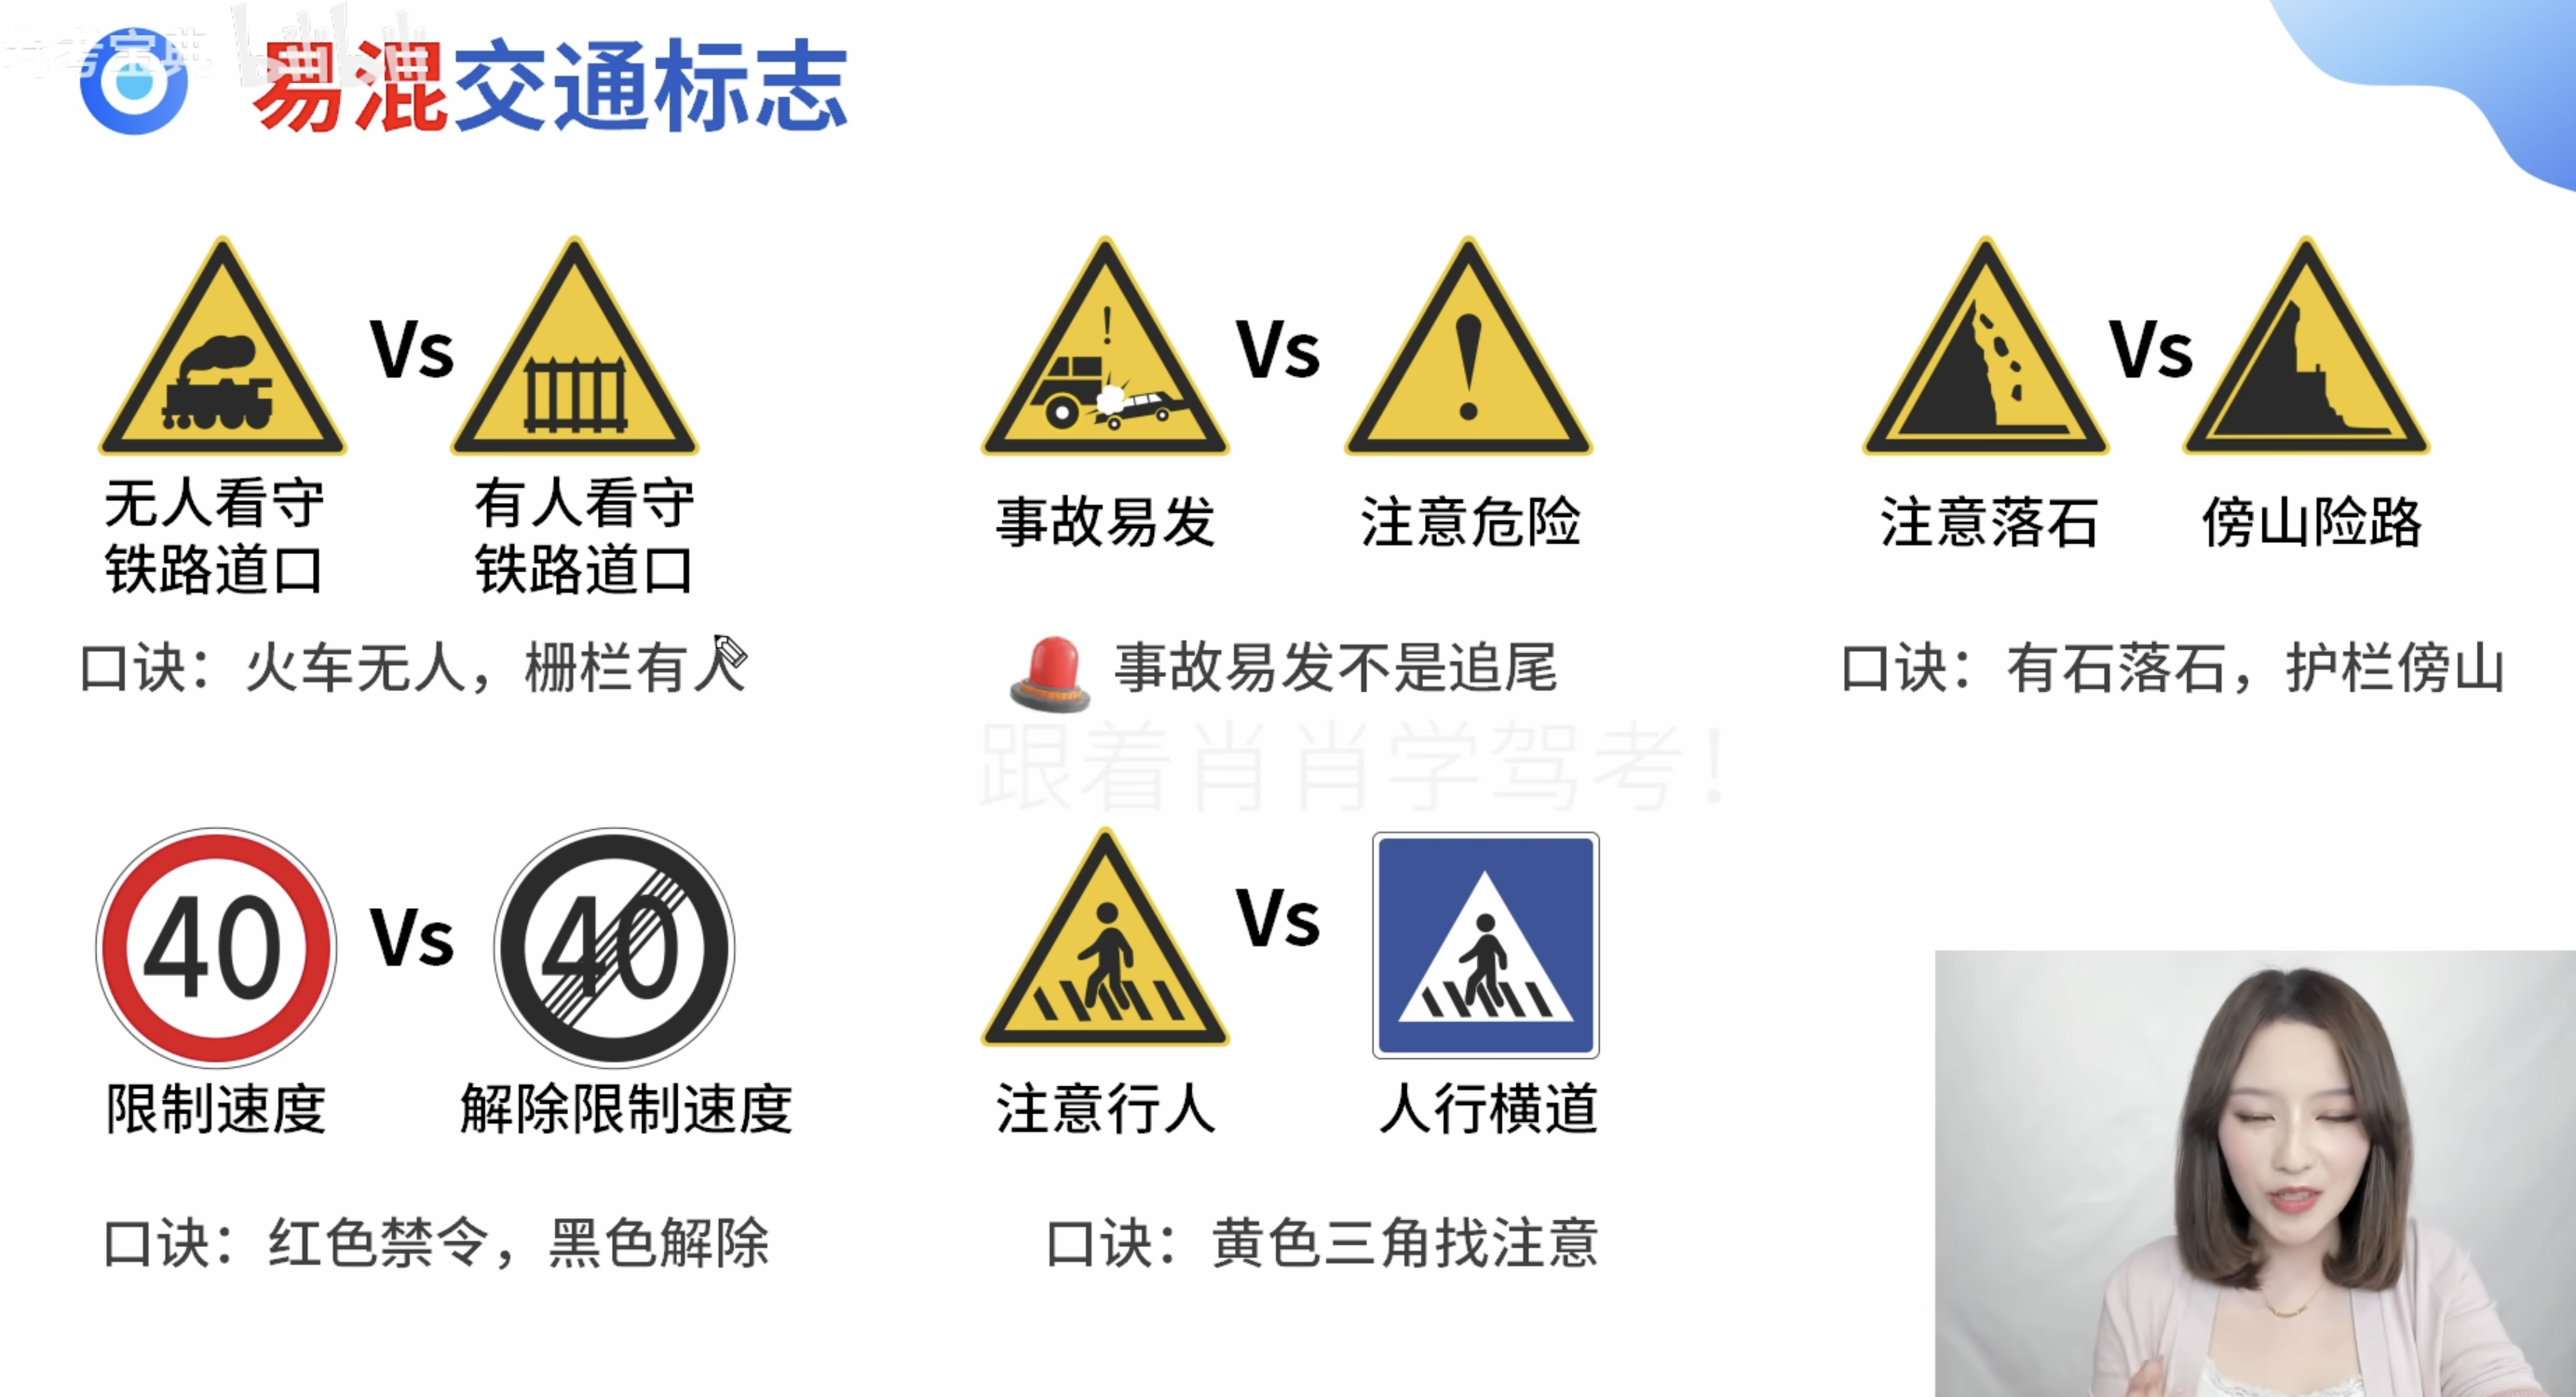 驾考宝典 bilibili
易混交通标志
Vs
Vs
Vs
无人看守
铁路道口
有人看守
铁路道口
事故易发
注意危险
注意落石
傍山险路
口诀：火车无人，栅栏有人
事故易发不是追尾
口诀：有石落石，护栏傍山
跟着肖肖学驾考！
40
Vs
40
Vs
限制速度
解除限制速度
注意行人
人行横道
口诀：红色禁令，黑色解除
口诀：黄色三角找注意